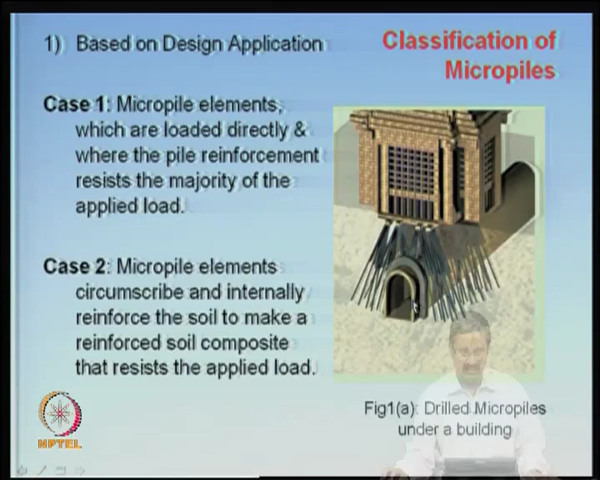 1) Based on Design Application
Classification of
Micropiles
Case 1: Micropile elements,
which are loaded directly &
where the pile reinforcement
resists the majority of the
applied load.
Case 2: Micropile elements
circumscribe and internally
reinforce the soil to make a
reinforced soil composite
that resists the applied load.
Fig1(a): Drilled Micropiles
under a building
NPTEL